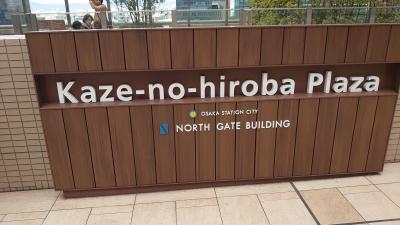 Kaze-no-hiroba Plaza
OSAKA STATION CITY
NORTH GATE BUILDING